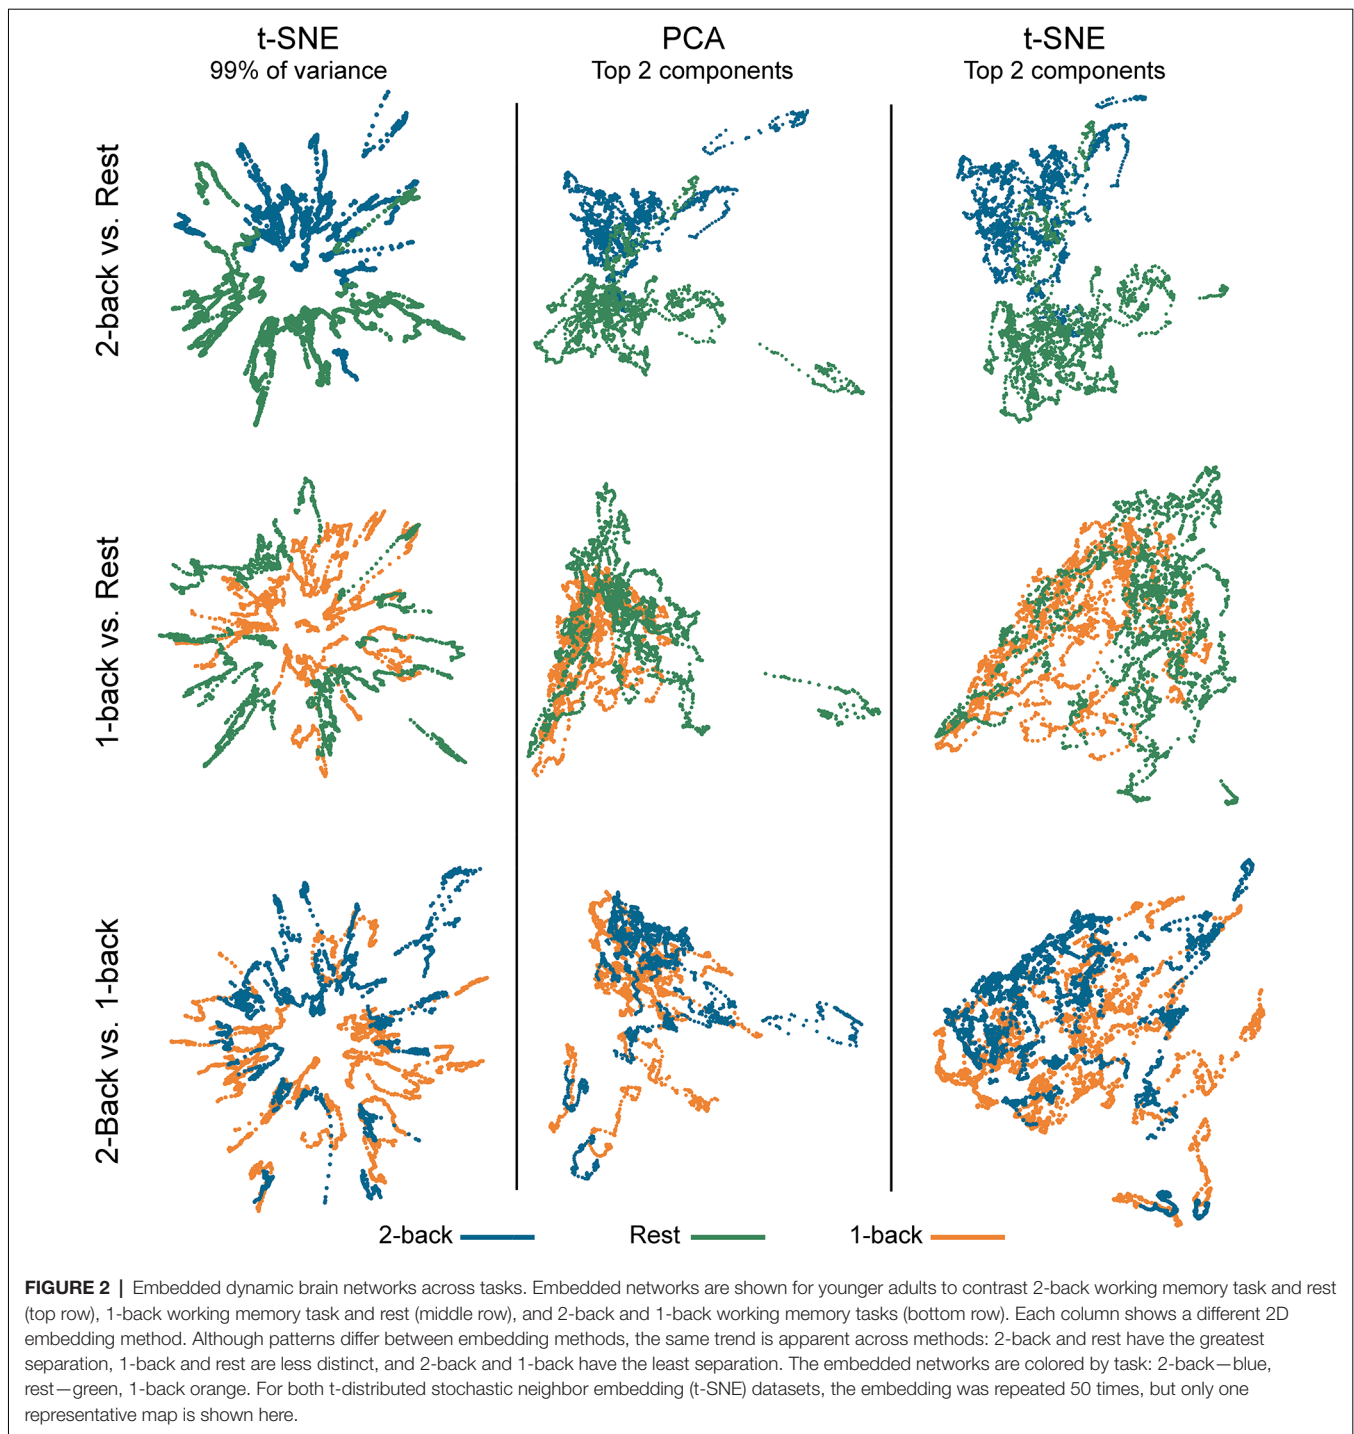 t-SNE
99% of variance
PCA
Top 2 components
t-SNE
Top 2 components
2-back vs. Rest
1-back vs. Rest
2-Back vs. 1-back
2-back
Rest
1-back
FIGURE 2 | Embedded dynamic brain networks across tasks. Embedded networks are shown for younger adults to contrast 2-back working memory task and rest
(top row), 1-back working memory task and rest (middle row), and 2-back and 1-back working memory tasks (bottom row). Each column shows a different 2D
embedding method. Although patterns differ between embedding methods, the same trend is apparent across methods: 2-back and rest have the greatest
separation, 1-back and rest are less distinct, and 2-back and 1-back have the least separation. The embedded networks are colored by task: 2-back—blue,
rest—green, 1-back orange. For both t-distributed stochastic neighbor embedding (t-SNE) datasets, the embedding was repeated 50 times, but only one
representative map is shown here.